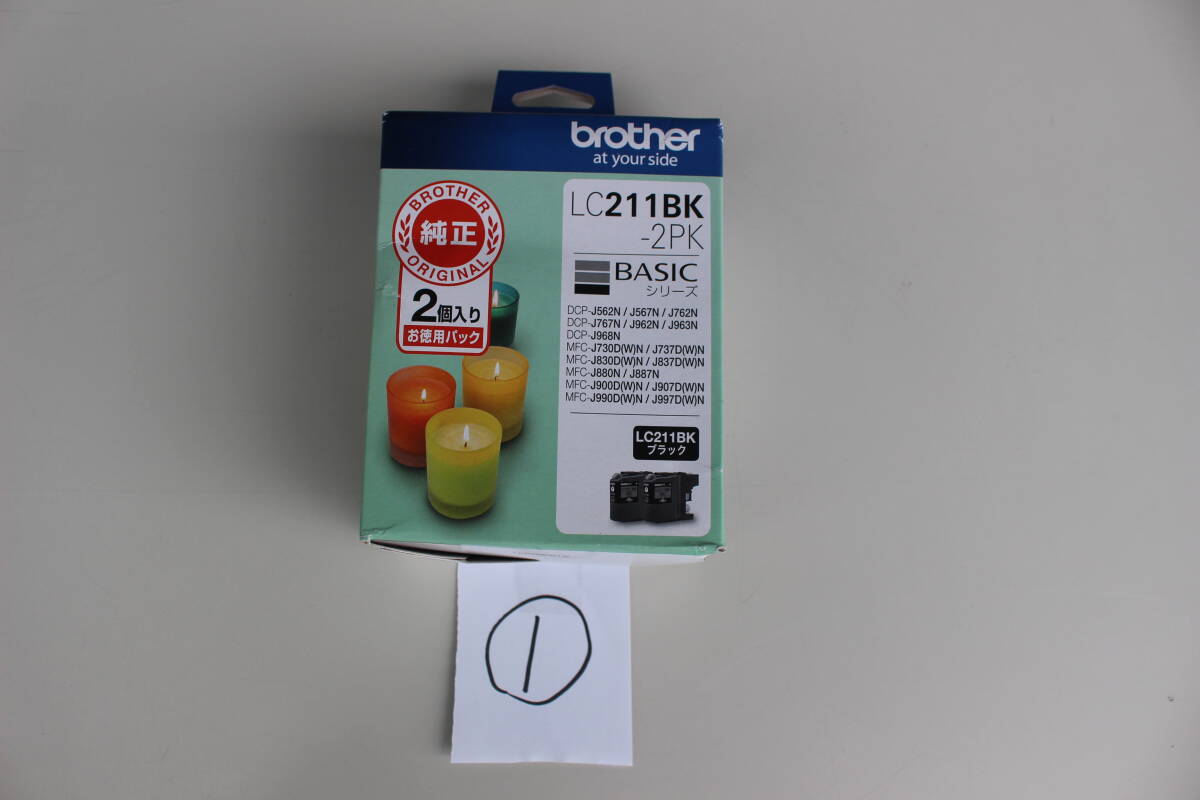 brother
at your side
BROTHER
純正
ORIGINAL
2個入り
お徳用パック
LC211BK
-2PK
BASIC
シリーズ
DCP-J562N / J567N / J762N
DCP-J767N / J962N / J963N
DCP-J968N
MFC-J730D(W)N / J737D(W)N
MFC-J830D(W)N / J837D(W)N
MFC-J880N / J887N
MFC-J900D(W)N / J907D(W)N
MFC-J990D(W)N / J997D(W)N
LC211BK
ブラック
①